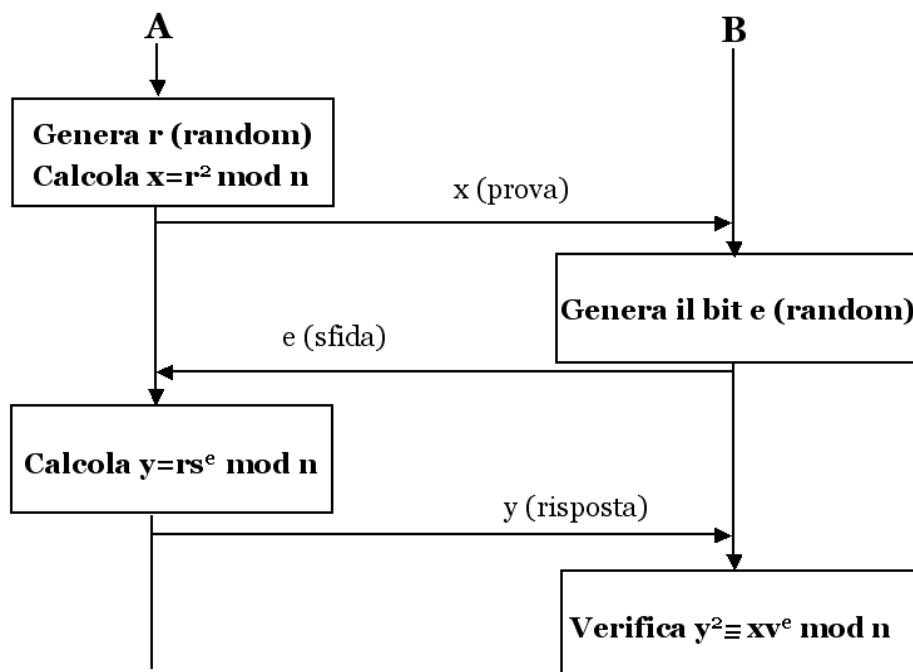 A
B
Genera r (random)
Calcola x=r² mod n
x (prova)
Genera il bit e (random)
e (sfida)
Calcola y=rsᵉ mod n
y (risposta)
Verifica y²≡ xvᵉ mod n